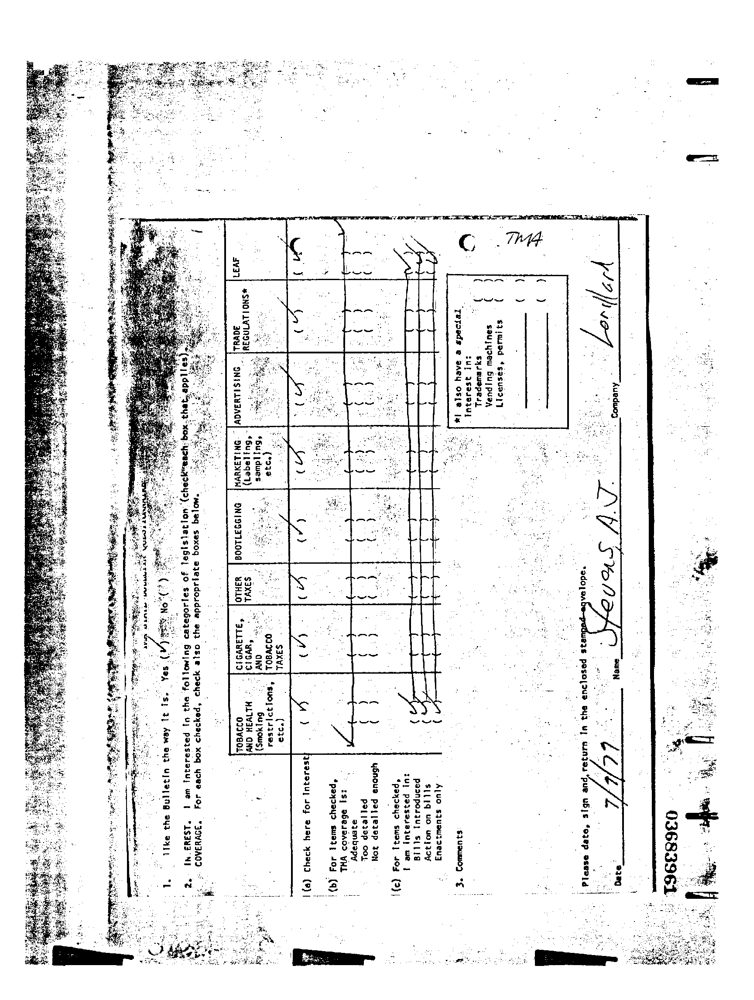 1. I like the Bulletin the way it is. Yes (✓) No ( )
2. IN EREST. I am interested in the following categories of legislation (check each box that applies).
COVERAGE. For each box checked, check also the appropriate boxes below.
TOBACCO AND HEALTH (Smoking restrictions, etc.)
CIGARETTE, CIGAR, AND TOBACCO TAXES
OTHER TAXES
BOOTLEGGING
MARKETING (Labeling, sampling, etc.)
ADVERTISING
TRADE REGULATIONS*
LEAF
(a) Check here for Interest (✓) (✓) (✓) (✓) (✓) (✓) (✓) (✓)
(b) For items checked,
TMA coverage is:
Adequate
Too detailed
Not detailed enough
(c) For items checked,
I am interested in:
Bills introduced
Action on bills
Enactments only
3. Comments
*I also have a special
interest in:
Trademarks ( )
Vending machines ( )
Licenses, permits ( )
( )
( )
TMA
Please date, sign and return in the enclosed stamped envelope.
Date 7/7/79 Name Stevens, A.J. Company Lorillard
03683961